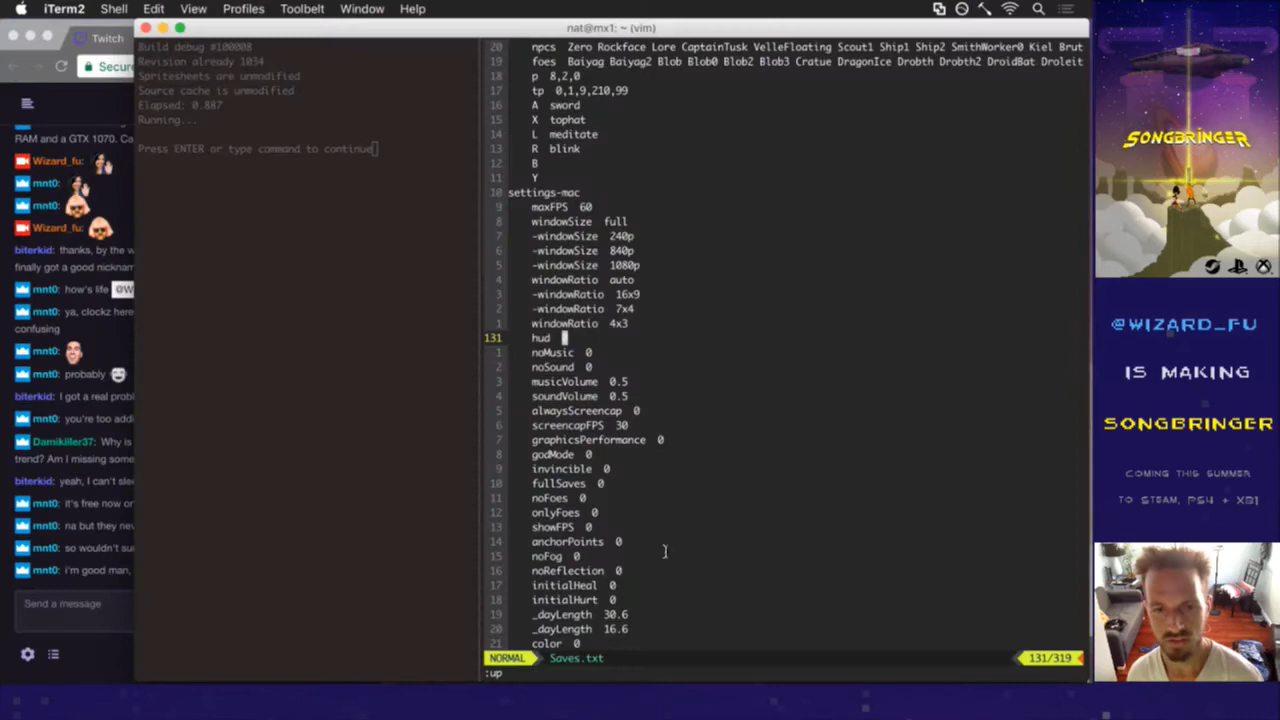 iTerm2 Shell Edit View Profiles Toolbelt Window Help
Twitch
Secure
nat@mx1: ~ (vim)
RAM and a GTX 1070. Ca
Wizard_fu:
mnt0:
mnt0:
Wizard_fu:
biterkid: thanks, by the w
finally got a good nicknam
mnt0: how's life @W
mnt0: ya, clockz here
confusing
mnt0:
mnt0: probably
biterkid: I got a real probl
mnt0: you're too addi
Damikiller37: Why is
trend? Am I missing some
biterkid: yeah, I can't slee
mnt0: it's free now or
mnt0: na but they nev
mnt0: so wouldn't su
mnt0: i'm good man,
Send a message
Build debug #100008
Revision already 1034
Spritesheets are unmodified
Source cache is unmodified
Elapsed: 0.887
Running...
Press ENTER or type command to continue
20 npcs Zero Rockface Lore CaptainTusk VelleFloating Scout1 Ship1 Ship2 SmithWorker0 Kiel Brut
19 foes Baiyag Baiyag2 Blob Blob0 Blob2 Blob3 Cratue DragonIce Drobth Drobth2 DroidBat Droleit
18 p 8,2,0
17 tp 0,1,9,210,99
16 A sword
15 X tophat
14 L meditate
13 R blink
12 B
11 Y
10 settings-mac
9 maxFPS 60
8 windowSize full
7 -windowSize 240p
6 -windowSize 840p
5 -windowSize 1080p
4 windowRatio auto
3 -windowRatio 16x9
2 -windowRatio 7x4
1 windowRatio 4x3
131 hud
1 noMusic 0
2 noSound 0
3 musicVolume 0.5
4 soundVolume 0.5
5 alwaysScreencap 0
6 screencapFPS 30
7 graphicsPerformance 0
8 godMode 0
9 invincible 0
10 fullSaves 0
11 noFoes 0
12 onlyFoes 0
13 showFPS 0
14 anchorPoints 0
15 noFog 0
16 noReflection 0
17 initialHeal 0
18 initialHurt 0
19 _dayLength 30.6
20 _dayLength 16.6
21 color 0
NORMAL Saves.txt 131/319
:up
SONGBRINGER
@WIZARD_FU
IS MAKING
SONGBRINGER
COMING THIS SUMMER
TO STEAM, PS4 + XB1